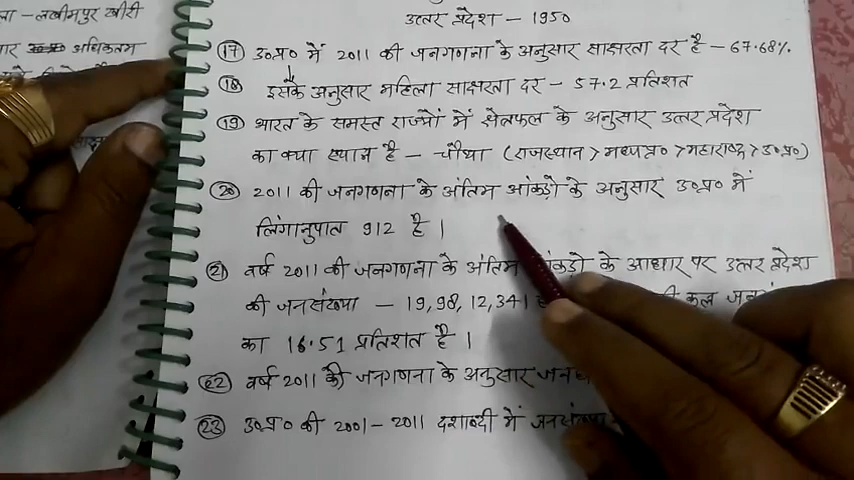 ला - लखीमपुर खीरी
अधिकतम
उत्तर प्रदेश - 1950
(17) उ०प्र० में 2011 की जनगणना के अनुसार साक्षरता दर है - 67.68%
(18) इसके अनुसार महिला साक्षरता दर - 57.2 प्रतिशत
(19) भारत के समस्त राज्यों में क्षेत्रफल के अनुसार उत्तर प्रदेश
का क्या स्थान है - चौथा (राजस्थान > मध्यप्र० > महाराष्ट्र > उ०प्र०)
(20) 2011 की जनगणना के अंतिम आंकड़ो के अनुसार उ०प्र० में
लिंगानुपात 912 है ।
(21) वर्ष 2011 की जनगणना के अंतिम आंकड़ो के आधार पर उत्तर प्रदेश
की जनसंख्या - 19,98,12,341 की कुल
का 16.51 प्रतिशत है ।
(22) वर्ष 2011 की जनगणना के अनुसार
(23) उ०प्र० की 2001-2011 दशाब्दी में